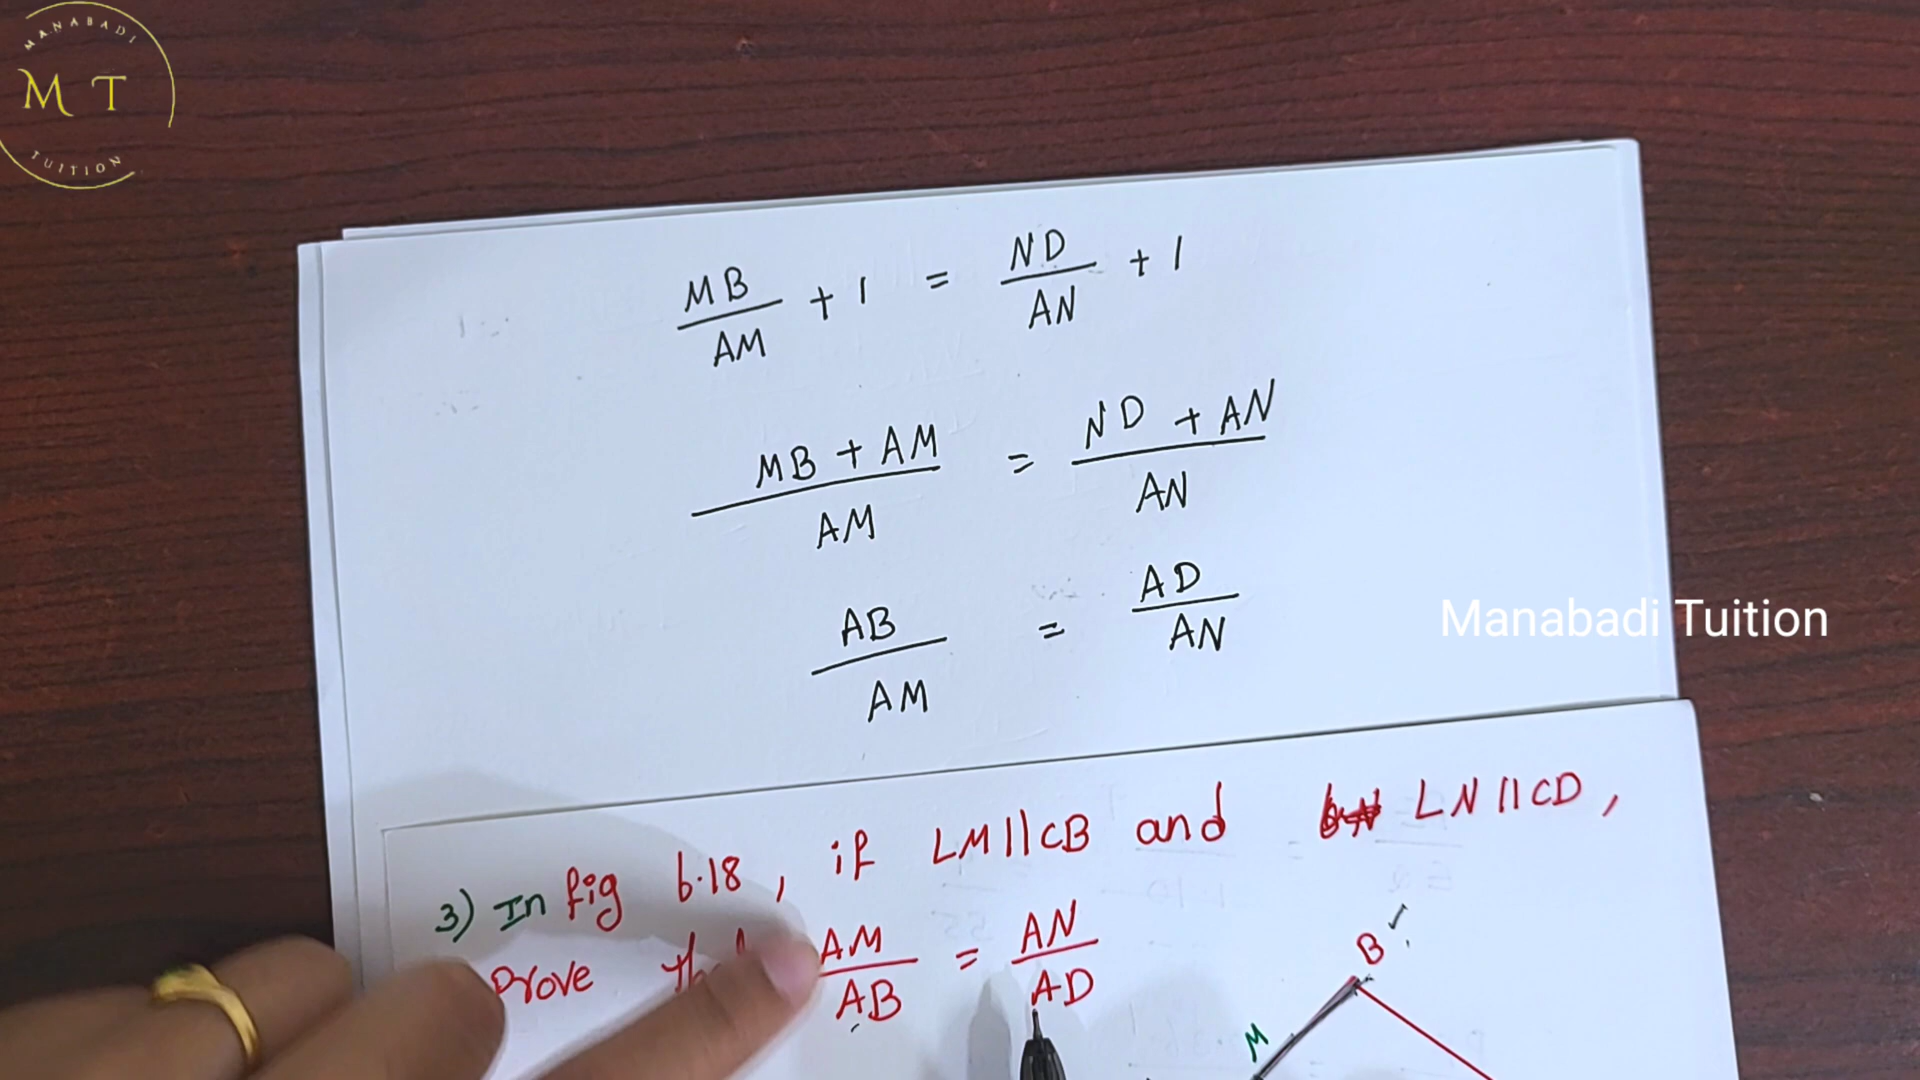 MANABADI
M T
TUITION
MB/AM + 1 = ND/AN + 1
MB + AM/AM = ND + AN/AN
AB/AM = AD/AN
Manabadi Tuition
3) In fig 6.18, if LM||CB and LN||CD,
Prove AM/AB = AN/AD
B
M